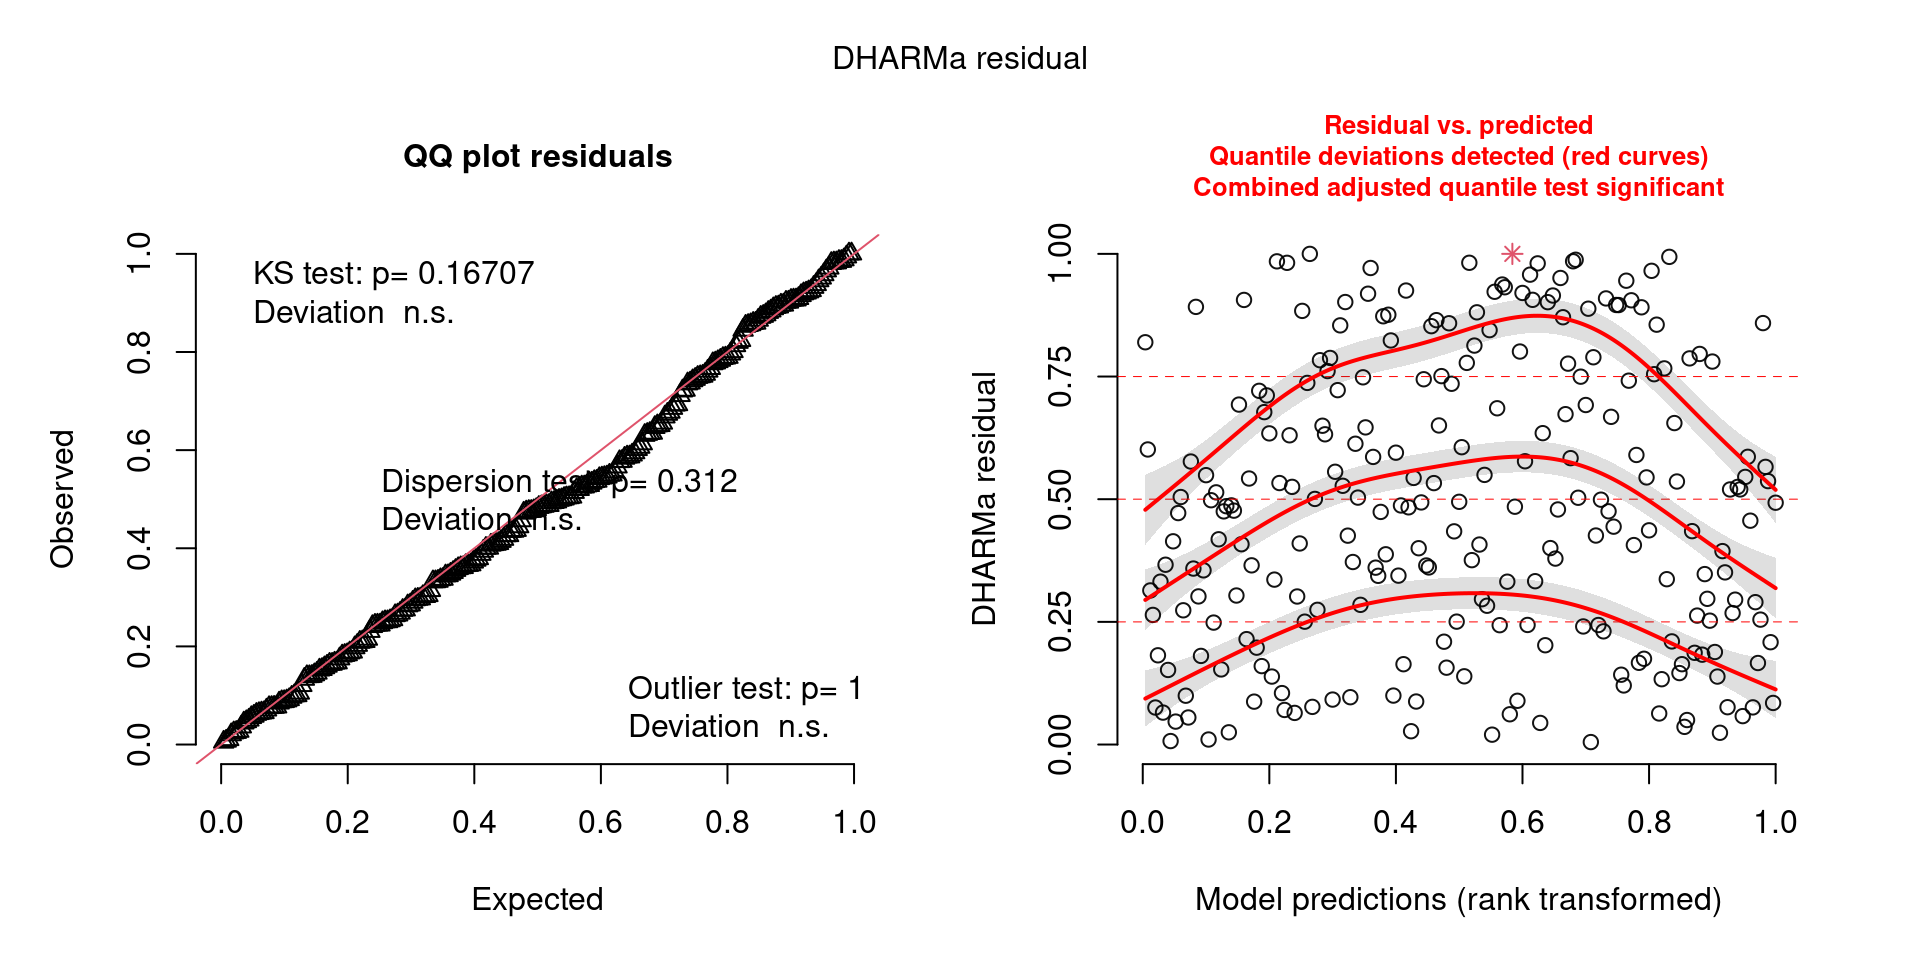 DHARMa residual
QQ plot residuals
KS test: p= 0.16707
Deviation  n.s.
Dispersion test: p= 0.312
Deviation  n.s.
Outlier test: p= 1
Deviation  n.s.
Observed
0.0 0.2 0.4 0.6 0.8 1.0
0.0 0.2 0.4 0.6 0.8 1.0
Expected
Residual vs. predicted
Quantile deviations detected (red curves)
Combined adjusted quantile test significant
DHARMa residual
0.00 0.25 0.50 0.75 1.00
0.0 0.2 0.4 0.6 0.8 1.0
Model predictions (rank transformed)